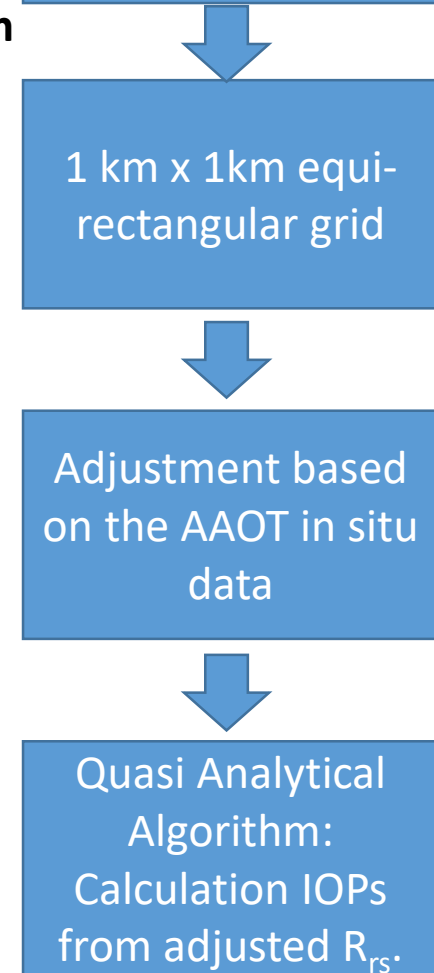 1 km x 1km equi-
rectangular grid
Adjustment based
on the AAOT in situ
data
Quasi Analytical
Algorithm:
Calculation IOPs
from adjusted Rrs.